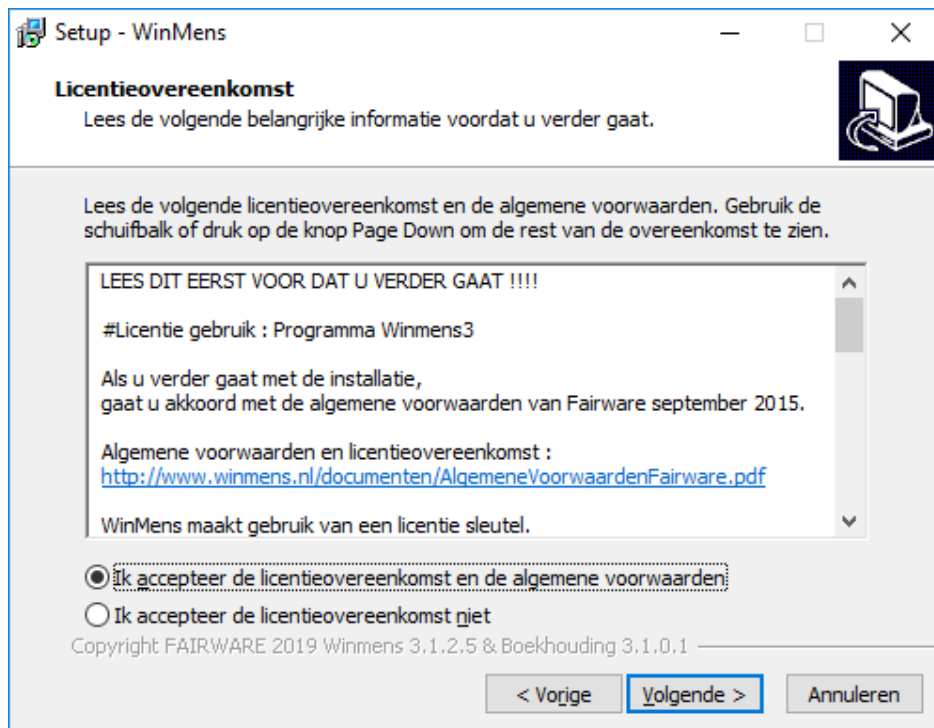 Setup - WinMens
Licentieovereenkomst
Lees de volgende belangrijke informatie voordat u verder gaat.
Lees de volgende licentieovereenkomst en de algemene voorwaarden. Gebruik de
schuifbalk of druk op de knop Page Down om de rest van de overeenkomst te zien.
LEES DIT EERST VOOR DAT U VERDER GAAT !!!!
#Licentie gebruik : Programma Winmens3
Als u verder gaat met de installatie,
gaat u akkoord met de algemene voorwaarden van Fairware september 2015.
Algemene voorwaarden en licentieovereenkomst :
http://www.winmens.nl/documenten/AlgemeneVoorwaardenFairware.pdf
WinMens maakt gebruik van een licentie sleutel.
Ik accepteer de licentieovereenkomst en de algemene voorwaarden
Ik accepteer de licentieovereenkomst niet
Copyright FAIRWARE 2019 Winmens 3.1.2.5 & Boekhouding 3.1.0.1
< Vorige Volgende > Annuleren